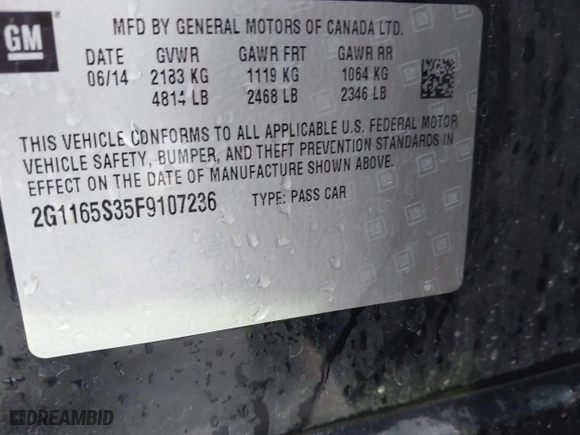 GM
MFD BY GENERAL MOTORS OF CANADA LTD.
DATE GVWR GAWR FRT GAWR RR
06/14 2183 KG 1119 KG 1064 KG
4814 LB 2468 LB 2346 LB
THIS VEHICLE CONFORMS TO ALL APPLICABLE U.S. FEDERAL MOTOR
VEHICLE SAFETY, BUMPER, AND THEFT PREVENTION STANDARDS IN
EFFECT ON THE DATE OF MANUFACTURE SHOWN ABOVE.
2G1165S35F9107236 TYPE: PASS CAR
DREAMBID